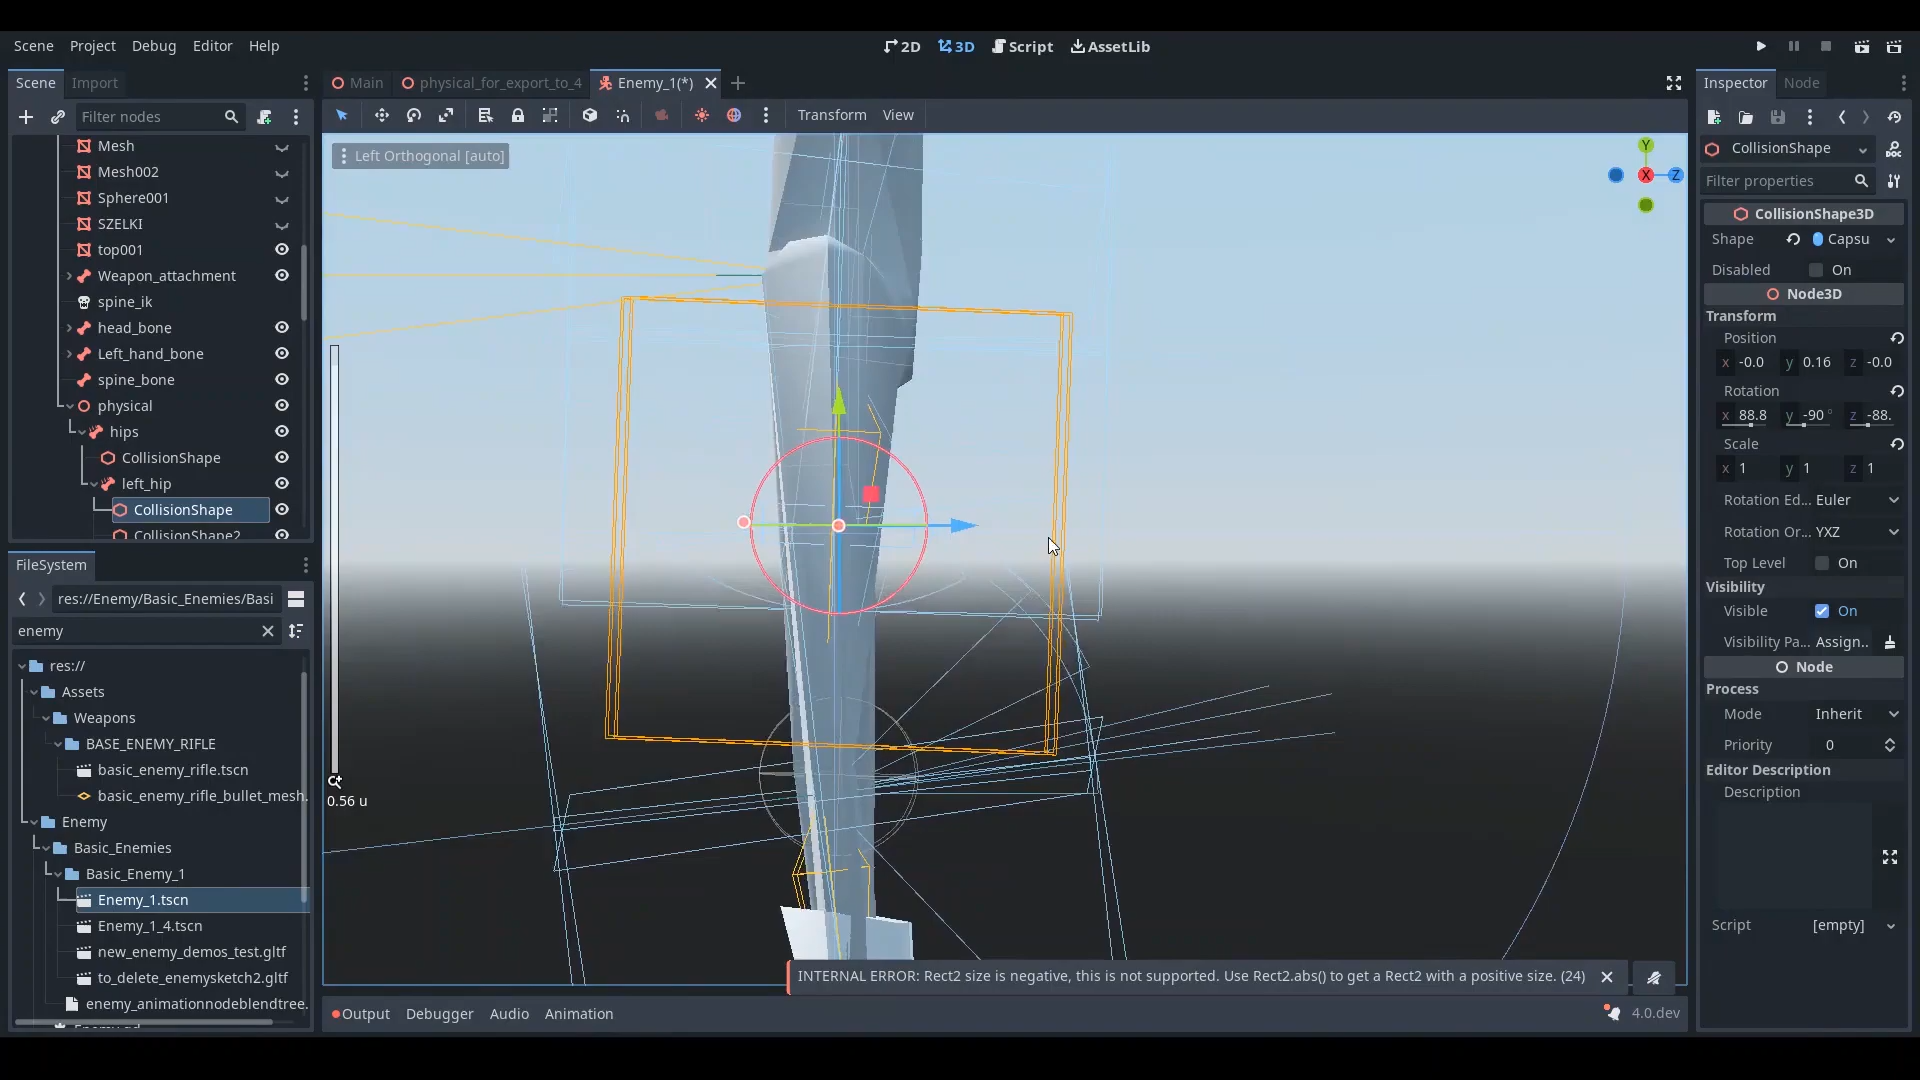 Scene Project Debug Editor Help
2D 3D Script AssetLib
Scene Import
Main physical_for_export_to_4 Enemy_1(*)
Inspector Node
Filter nodes
Transform View
Left Orthogonal [auto]
Y
X
Z
Mesh
Mesh002
Sphere001
SZELKI
top001
Weapon_attachment
spine_ik
head_bone
Left_hand_bone
spine_bone
physical
hips
CollisionShape
left_hip
CollisionShape
CollisionShape2
0.56 u
FileSystem
res://Enemy/Basic_Enemies/Basi
enemy
res://
Assets
Weapons
BASE_ENEMY_RIFLE
basic_enemy_rifle.tscn
basic_enemy_rifle_bullet_mesh.
Enemy
Basic_Enemies
Basic_Enemy_1
Enemy_1.tscn
Enemy_1_4.tscn
new_enemy_demos_test.gltf
to_delete_enemysketch2.gltf
enemy_animationnodeblendtree.
INTERNAL ERROR: Rect2 size is negative, this is not supported. Use Rect2.abs() to get a Rect2 with a positive size. (24)
Output Debugger Audio Animation
4.0.dev
CollisionShape
DOC
Filter properties
CollisionShape3D
Shape Capsu
Disabled On
Node3D
Transform
Position
x -0.0 y 0.16 z -0.0
Rotation
x 88.8 y -90 ° z -88.
Scale
x 1 y 1 z 1
Rotation Ed... Euler
Rotation Or... YXZ
Top Level On
Visibility
Visible On
Visibility Pa... Assign..
Node
Process
Mode Inherit
Priority 0
Editor Description
Description
Script [empty]